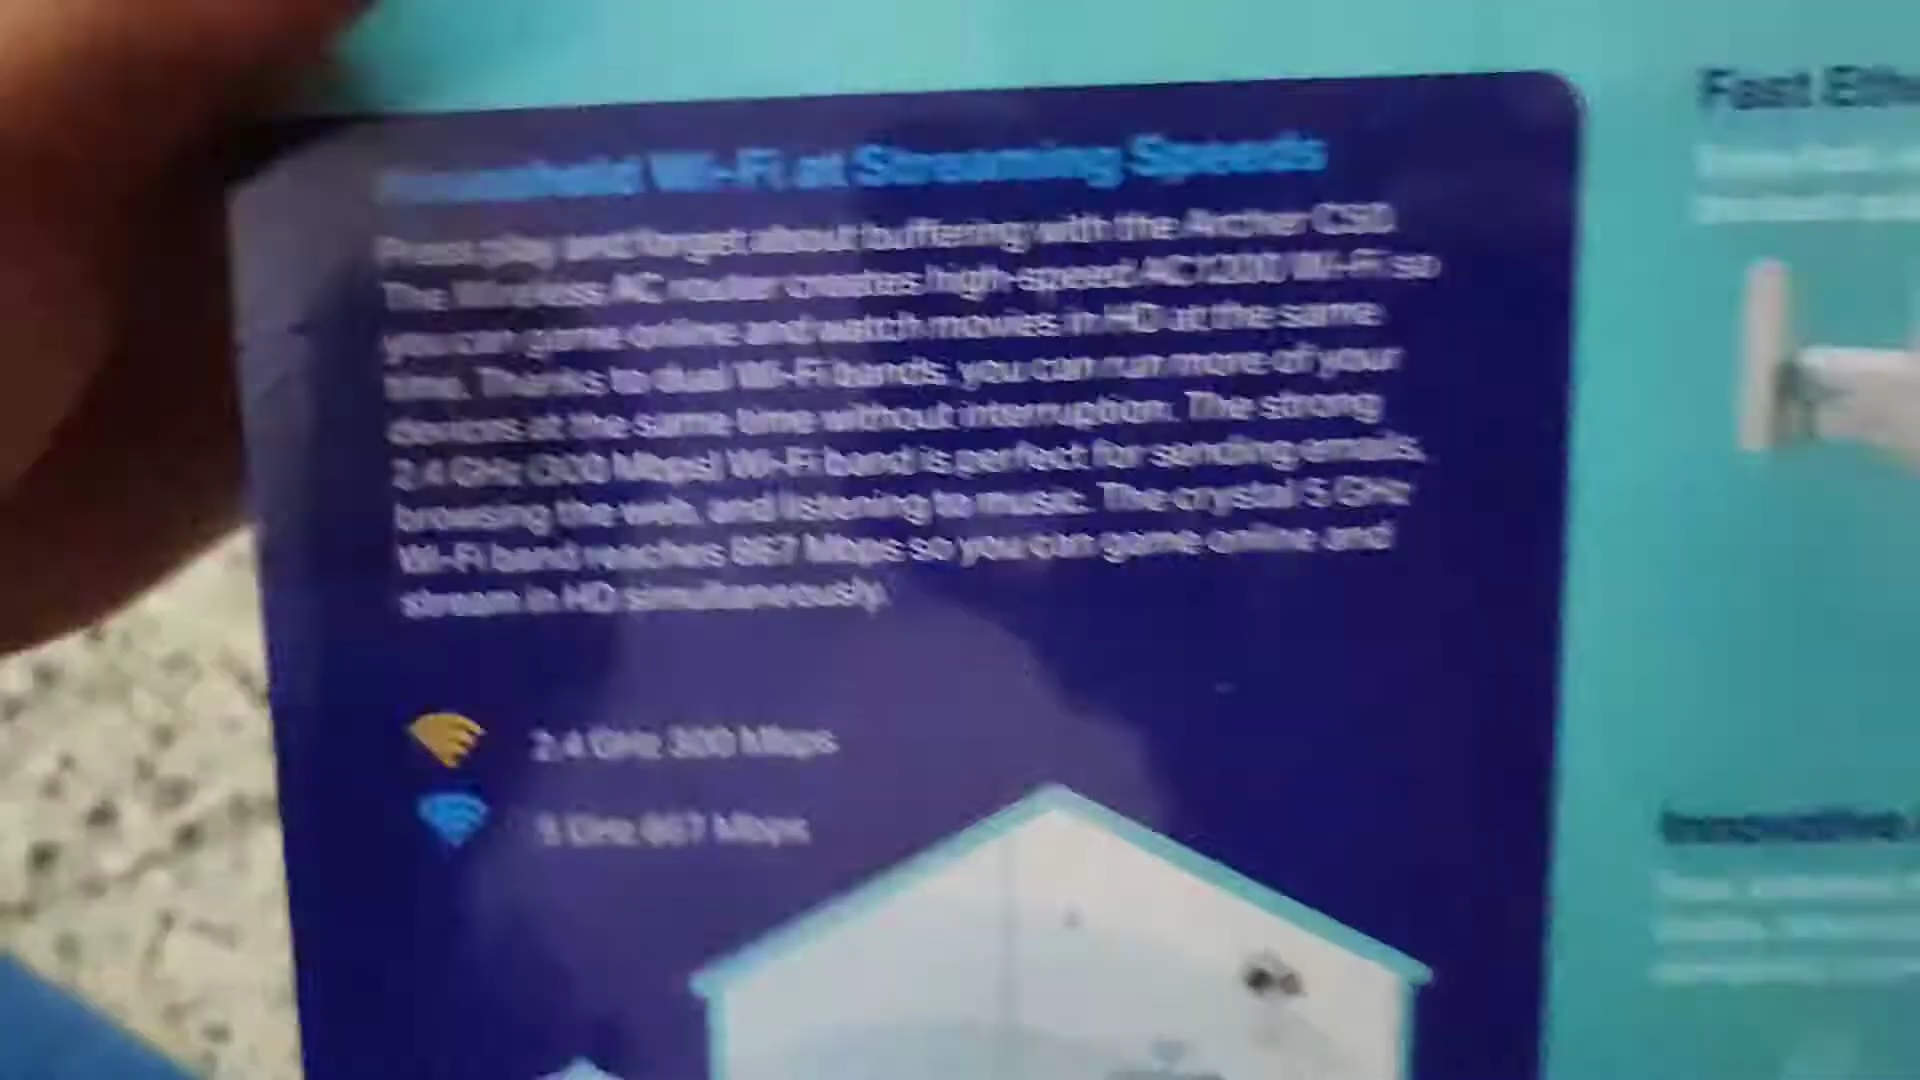 Household Wi-Fi at Streaming Speeds
Press play and forget about buffering with the Archer C50.
The Wireless AC router creates high-speed AC1200 Wi-Fi so
you can game online and watch movies in HD at the same
time. Thanks to dual Wi-Fi bands, you can run more of your
devices at the same time without interruption. The strong
2.4 GHz (300 Mbps) Wi-Fi band is perfect for sending emails,
browsing the web, and listening to music. The crystal 5 GHz
Wi-Fi band reaches 867 Mbps so you can game online and
stream in HD simultaneously.
2.4 GHz 300 Mbps
5 GHz 867 Mbps
Fast Ethe
Innovative